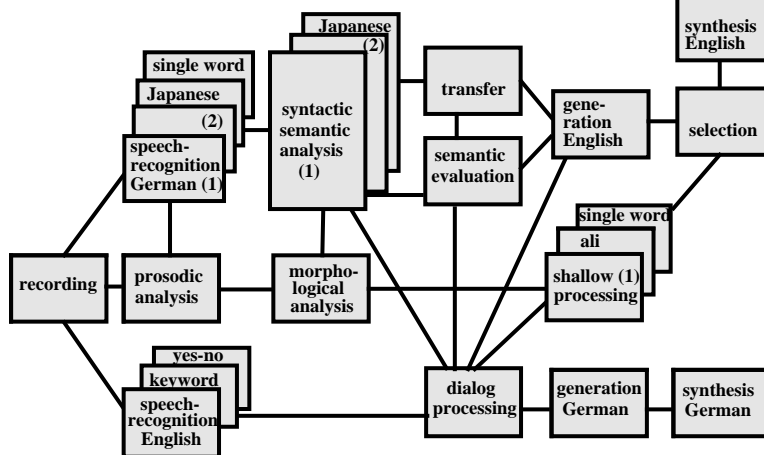 Japanese
(2)
synthesis
English
single word
Japanese
(2)
speech-
recognition
German (1)
syntactic
semantic
analysis
(1)
transfer
semantic
evaluation
gene-
ration
English
selection
single word
ali
shallow (1)
processing
recording
prosodic
analysis
morpho-
logical
analysis
yes-no
keyword
speech-
recognition
English
dialog
processing
generation
German
synthesis
German